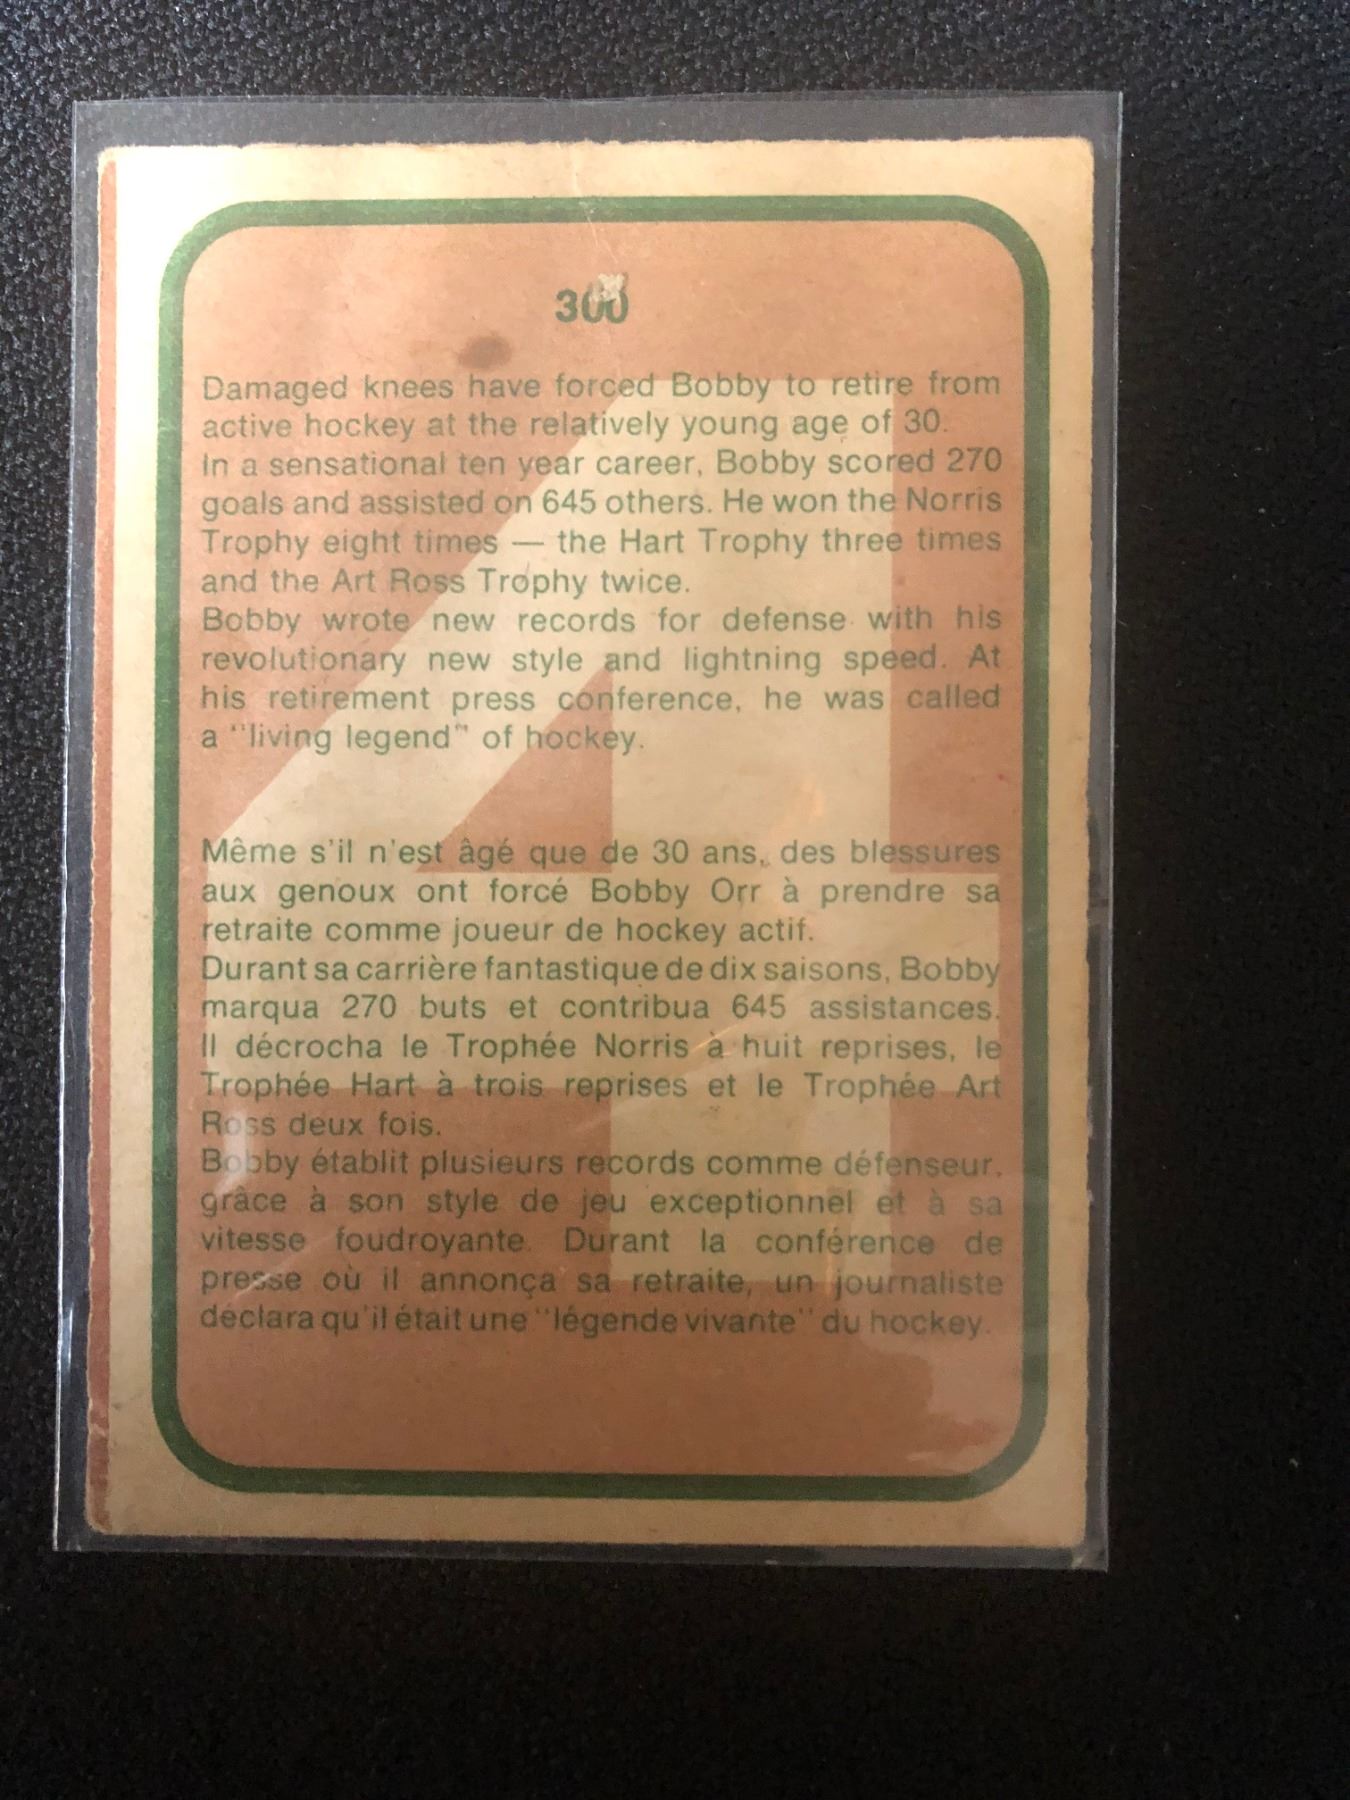 300
Damaged knees have forced Bobby to retire from
active hockey at the relatively young age of 30.
In a sensational ten year career, Bobby scored 270
goals and assisted on 645 others. He won the Norris
Trophy eight times — the Hart Trophy three times
and the Art Ross Trophy twice.
Bobby wrote new records for defense with his
revolutionary new style and lightning speed. At
his retirement press conference, he was called
a "living legend" of hockey.
Même s'il n'est âgé que de 30 ans, des blessures
aux genoux ont forcé Bobby Orr à prendre sa
retraite comme joueur de hockey actif.
Durant sa carrière fantastique de dix saisons, Bobby
marqua 270 buts et contribua 645 assistances.
Il décrocha le Trophée Norris à huit reprises, le
Trophée Hart à trois reprises et le Trophée Art
Ross deux fois.
Bobby établit plusieurs records comme défenseur,
grâce à son style de jeu exceptionnel et à sa
vitesse foudroyante. Durant la conférence de
presse où il annonça sa retraite, un journaliste
déclara qu'il était une "légende vivante" du hockey.
4